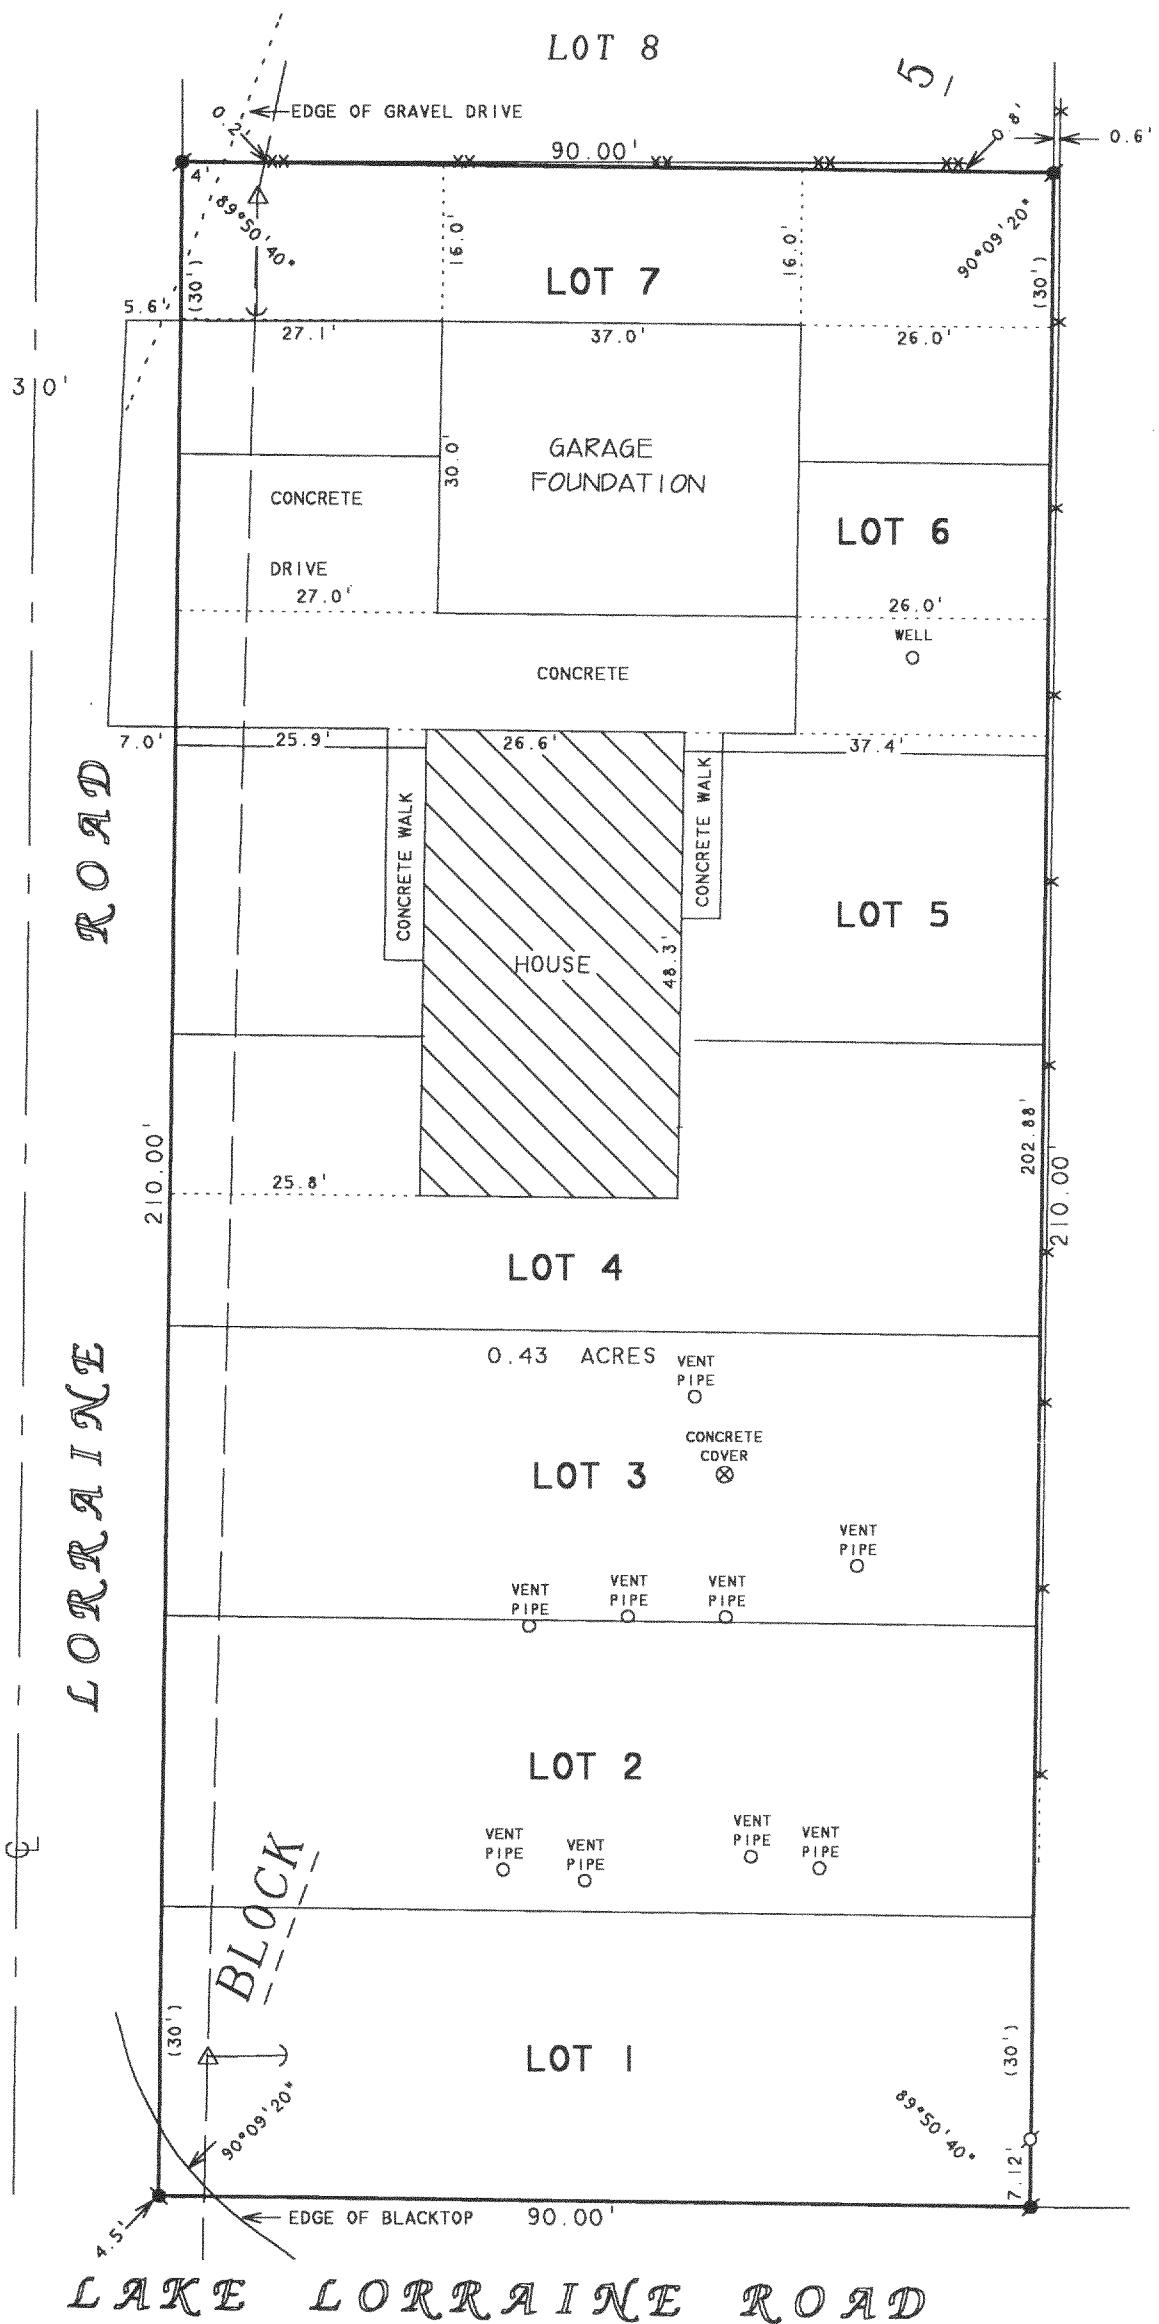 LOT 8
5
EDGE OF GRAVEL DRIVE
0.2'
0.8'
0.6'
90.00'
4'
89°50'40"
90°09'20"
16.0'
16.0'
(30')
(30')
LOT 7
5.6'
27.1'
37.0'
26.0'
30'
GARAGE
FOUNDATION
30.0'
CONCRETE
DRIVE
LOT 6
27.0'
26.0'
WELL
CONCRETE
7.0'
25.9'
26.6'
37.4'
CONCRETE WALK
CONCRETE WALK
LOT 5
HOUSE
48.3'
210.00'
202.88'
210.00'
25.8'
LOT 4
0.43 ACRES
VENT
PIPE
CONCRETE
COVER
LOT 3
VENT
PIPE
VENT
PIPE
VENT
PIPE
VENT
PIPE
LOT 2
VENT
PIPE
VENT
PIPE
VENT
PIPE
VENT
PIPE
CL
BLOCK
(30')
(30')
LOT 1
90°09'20"
89°50'40"
7.12'
4.5'
EDGE OF BLACKTOP
90.00'
LORRAINE ROAD
LAKE LORRAINE ROAD